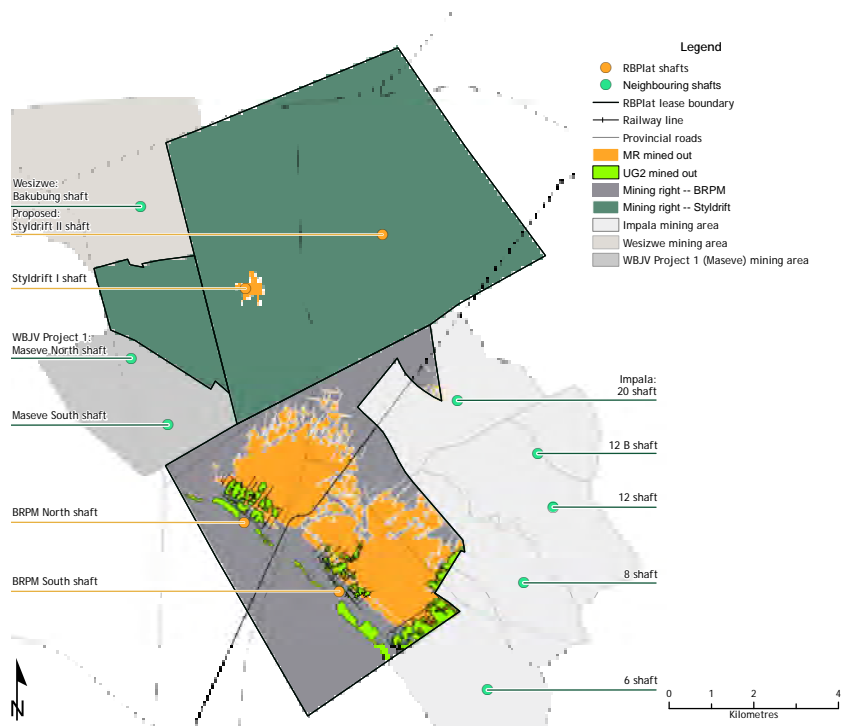 Legend
RBPlat shafts
Neighbouring shafts
RBPlat lease boundary
Railway line
Provincial roads
MR mined out
UG2 mined out
Mining right -- BRPM
Mining right -- Styldrift
Impala mining area
Wesizwe mining area
WBJV Project 1 (Maseve) mining area
Wesizwe:
Bakubung shaft
Proposed:
Styldrift II shaft
Styldrift I shaft
WBJV Project 1:
Maseve North shaft
Maseve South shaft
BRPM North shaft
BRPM South shaft
Impala:
20 shaft
12 B shaft
12 shaft
8 shaft
6 shaft
N
0 1 2 4
Kilometres